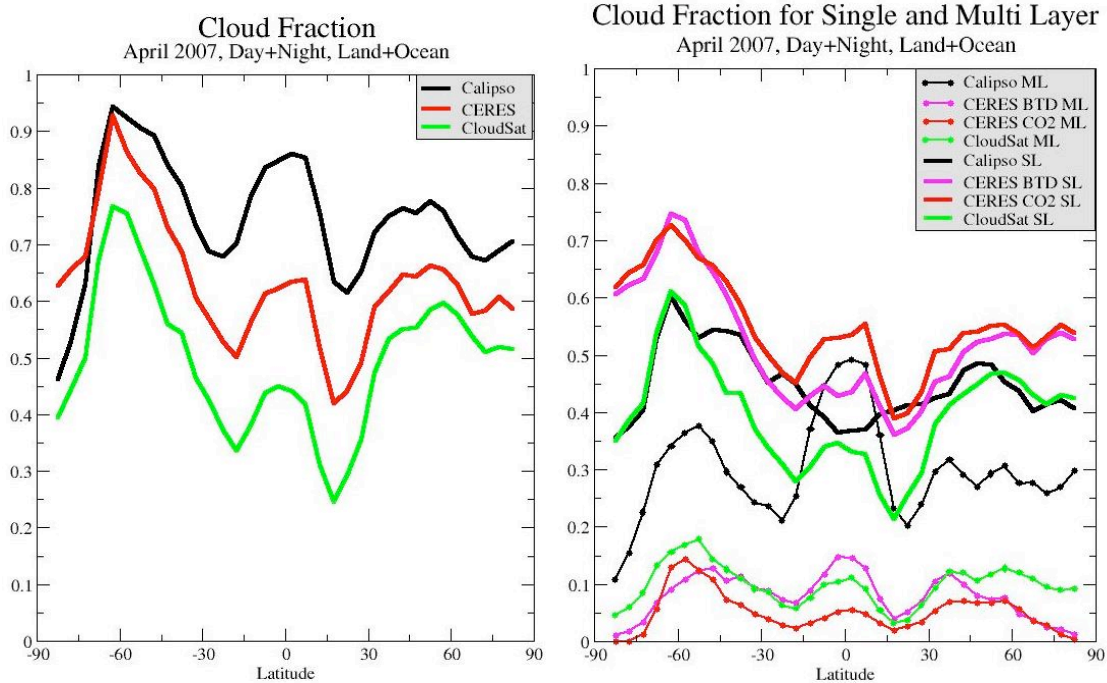 Cloud Fraction
April 2007, Day+Night, Land+Ocean
1
0.9
0.8
0.7
0.6
0.5
0.4
0.3
0.2
0.1
0
-90
-60
-30
0
30
60
90
Latitude
Calipso
CERES
CloudSat
Cloud Fraction for Single and Multi Layer
April 2007, Day+Night, Land+Ocean
1
0.9
0.8
0.7
0.6
0.5
0.4
0.3
0.2
0.1
0
-90
-60
-30
0
30
60
90
Latitude
Calipso ML
CERES BTD ML
CERES CO2 ML
CloudSat ML
Calipso SL
CERES BTD SL
CERES CO2 SL
CloudSat SL